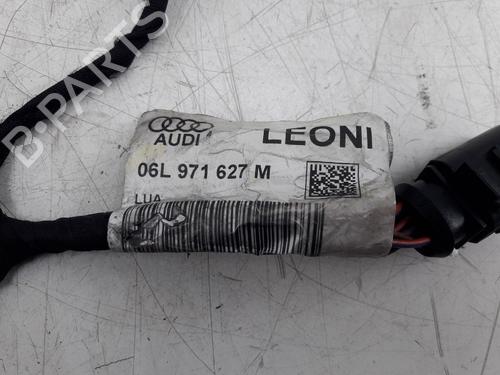 B-PARTS
AUDI LEONI
06L 971 627 M
LUA